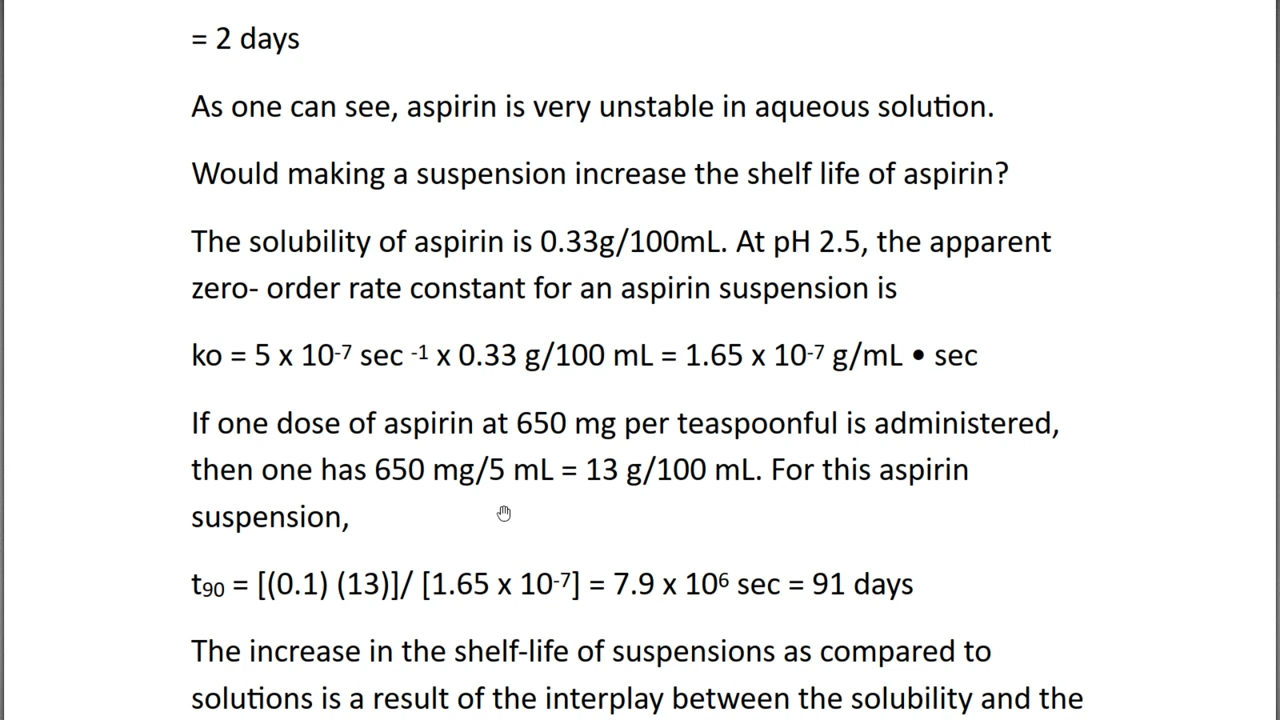 = 2 days
As one can see, aspirin is very unstable in aqueous solution.
Would making a suspension increase the shelf life of aspirin?
The solubility of aspirin is 0.33g/100mL. At pH 2.5, the apparent
zero- order rate constant for an aspirin suspension is
ko = 5 x 10⁻⁷ sec ⁻¹ x 0.33 g/100 mL = 1.65 x 10⁻⁷ g/mL • sec
If one dose of aspirin at 650 mg per teaspoonful is administered,
then one has 650 mg/5 mL = 13 g/100 mL. For this aspirin
suspension,
t₉₀ = [(0.1) (13)]/ [1.65 x 10⁻⁷] = 7.9 x 10⁶ sec = 91 days
The increase in the shelf-life of suspensions as compared to
solutions is a result of the interplay between the solubility and the